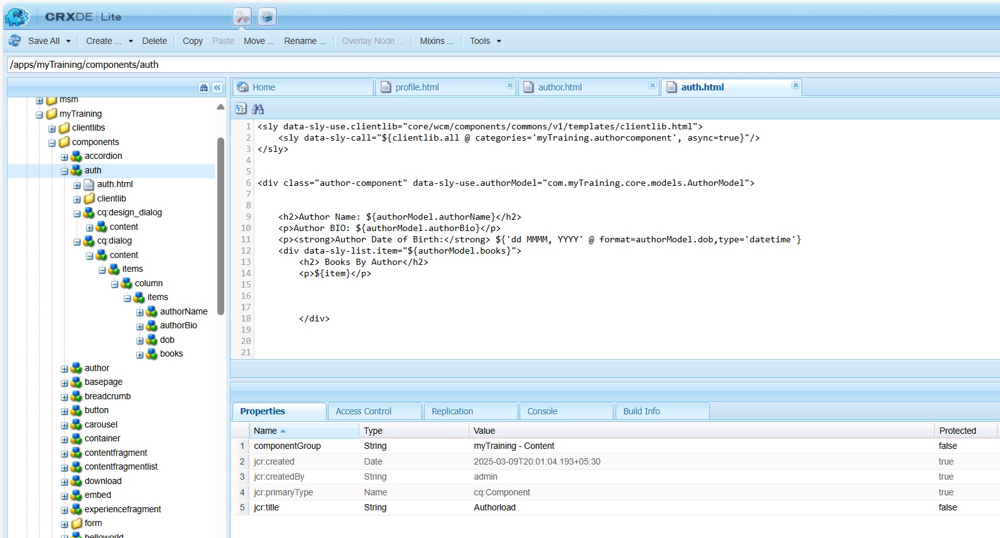 CRXDE | Lite
Save All Create ... Delete Copy Paste Move ... Rename ... Overlay Node ... Mixins ... Tools
/apps/myTraining/components/auth
Home profile.html author.html auth.html
msm
myTraining
clientlibs
components
accordion
auth
auth.html
clientlib
cq:design_dialog
content
cq:dialog
content
items
column
items
authorName
authorBio
dob
books
author
basepage
breadcrumb
button
carousel
container
contentfragment
contentfragmentlist
download
embed
experiencefragment
form
helloworld
1 <sly data-sly-use.clientlib="core/wcm/components/commons/v1/templates/clientlib.html">
2 <sly data-sly-call="${clientlib.all @ categories='myTraining.authorcomponent', async=true}"/>
3 </sly>
4
5
6 <div class="author-component" data-sly-use.authorModel="com.myTraining.core.models.AuthorModel">
7
8
9 <h2>Author Name: ${authorModel.authorName}</h2>
10 <p>Author BIO: ${authorModel.authorBio}</p>
11 <p><strong>Author Date of Birth:</strong> ${'dd MMMM, YYYY' @ format=authorModel.dob,type='datetime'}
12 <div data-sly-list.item="${authorModel.books}">
13 <h2> Books By Author</h2>
14 <p>${item}</p>
15
16
17
18 </div>
19
20
21
Properties Access Control Replication Console Build Info
Name Type Value Protected
1 componentGroup String myTraining - Content false
2 jcr:created Date 2025-03-09T20:01:04.193+05:30 true
3 jcr:createdBy String admin true
4 jcr:primaryType Name cq:Component true
5 jcr:title String Authorload false